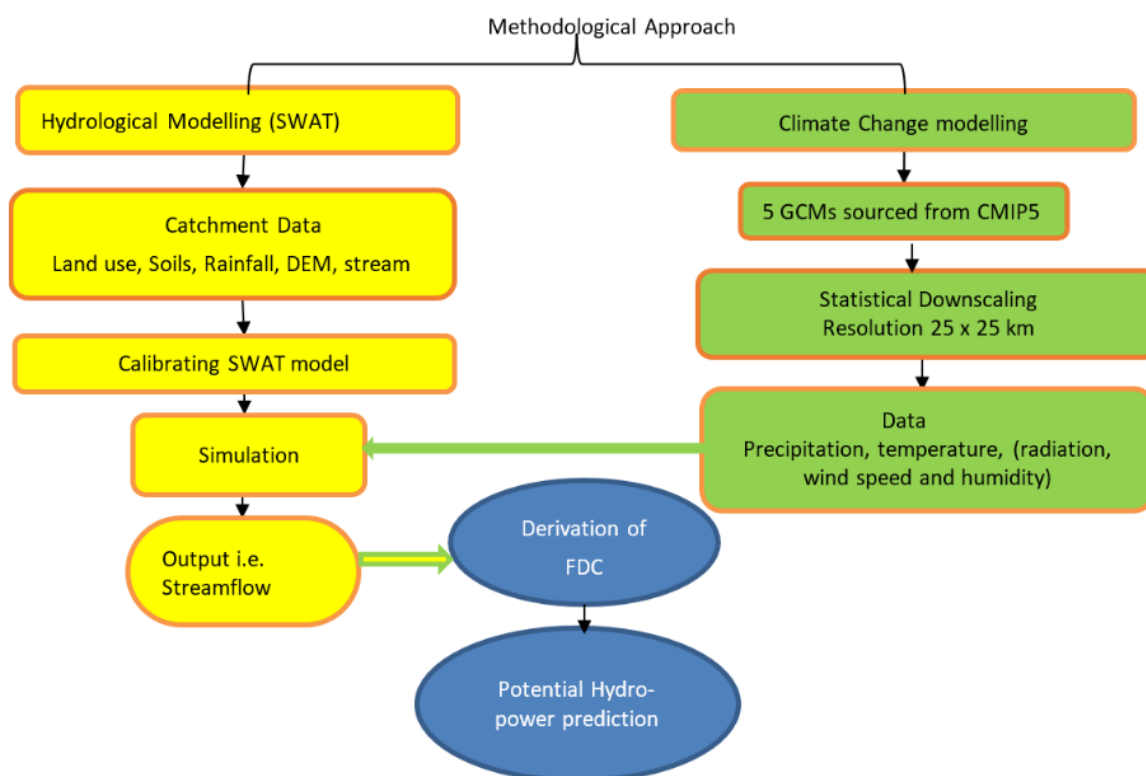 Methodological Approach
Hydrological Modelling (SWAT)
Catchment Data
Land use, Soils, Rainfall, DEM, stream
Calibrating SWAT model
Simulation
Output i.e.
Streamflow
Climate Change modelling
5 GCMs sourced from CMIP5
Statistical Downscaling
Resolution 25 x 25 km
Data
Precipitation, temperature, (radiation,
wind speed and humidity)
Derivation of
FDC
Potential Hydro-
power prediction